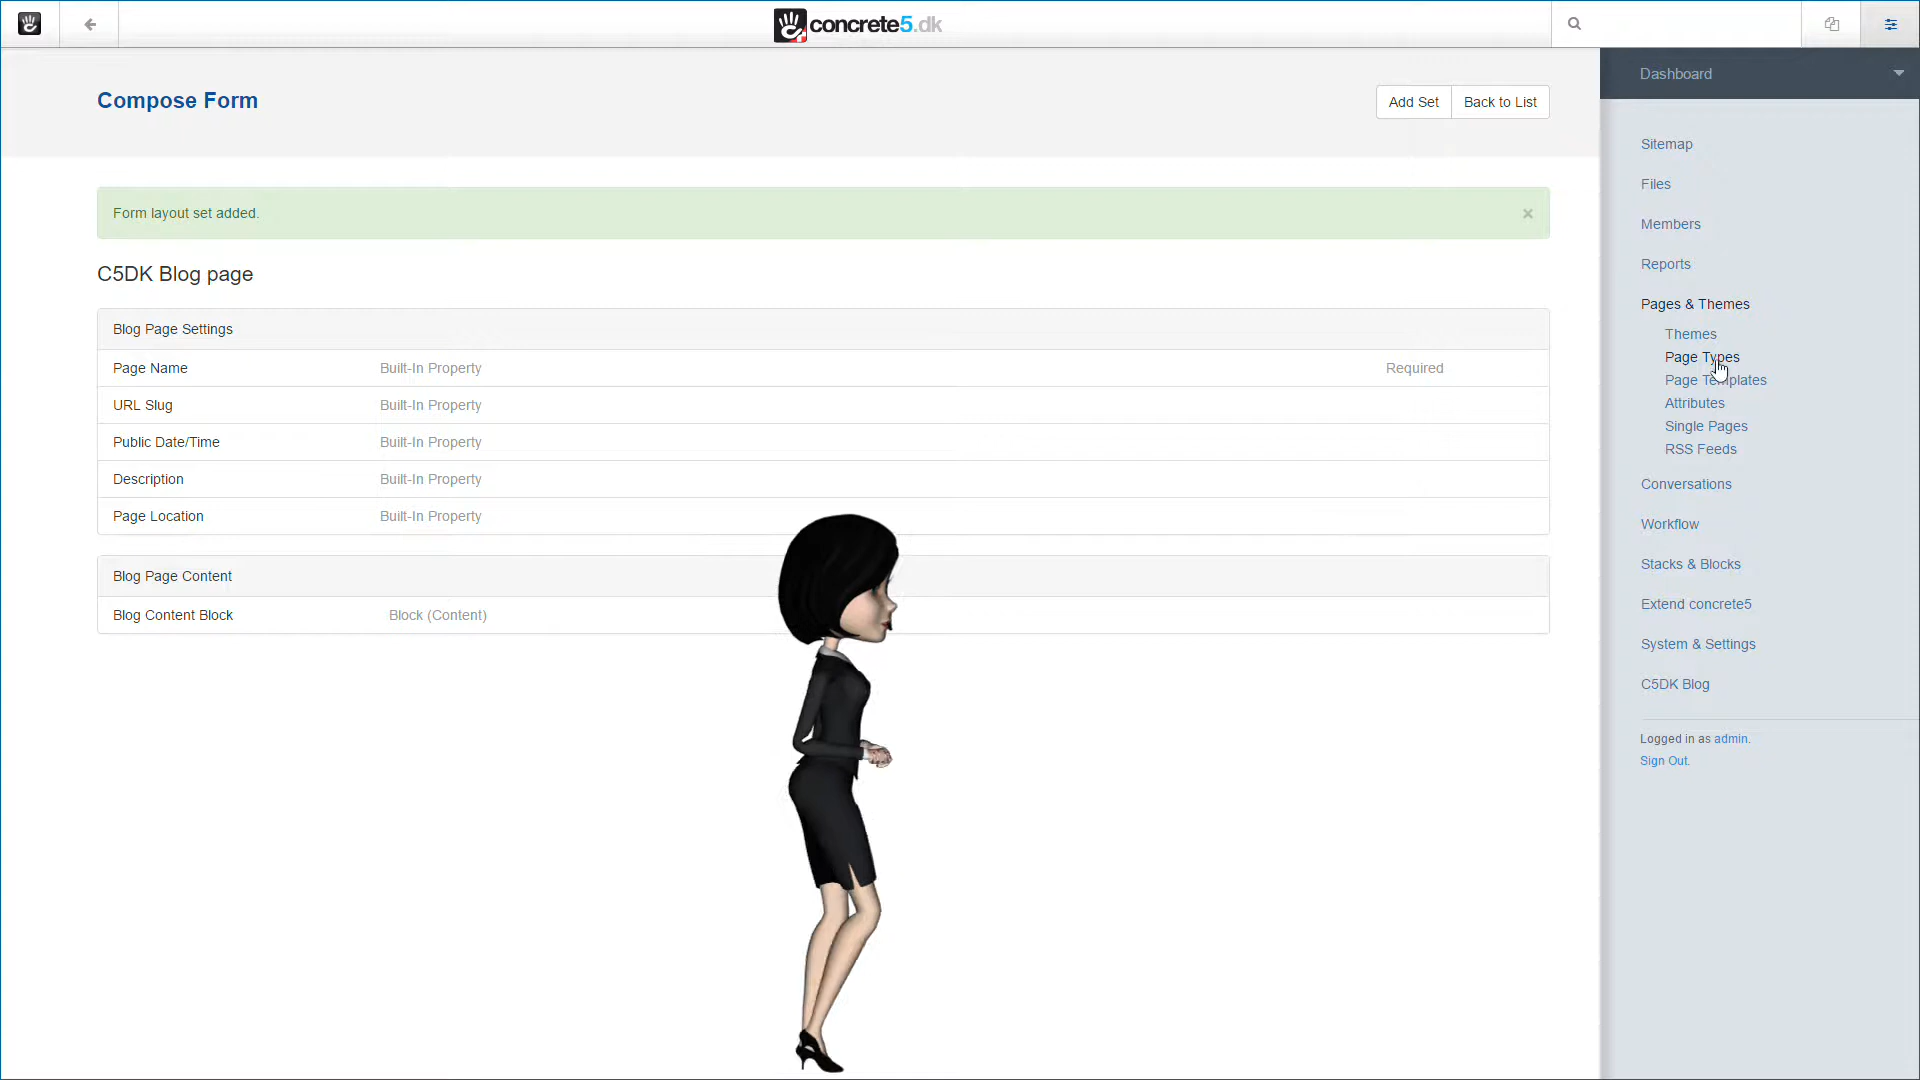 concrete5.dk
Dashboard
Compose Form
Add Set
Back to List
Form layout set added.
×
C5DK Blog page
Blog Page Settings
Page Name Built-In Property Required
URL Slug Built-In Property
Public Date/Time Built-In Property
Description Built-In Property
Page Location Built-In Property
Blog Page Content
Blog Content Block Block (Content)
Sitemap
Files
Members
Reports
Pages & Themes
Themes
Page Types
Page Templates
Attributes
Single Pages
RSS Feeds
Conversations
Workflow
Stacks & Blocks
Extend concrete5
System & Settings
C5DK Blog
Logged in as admin.
Sign Out.